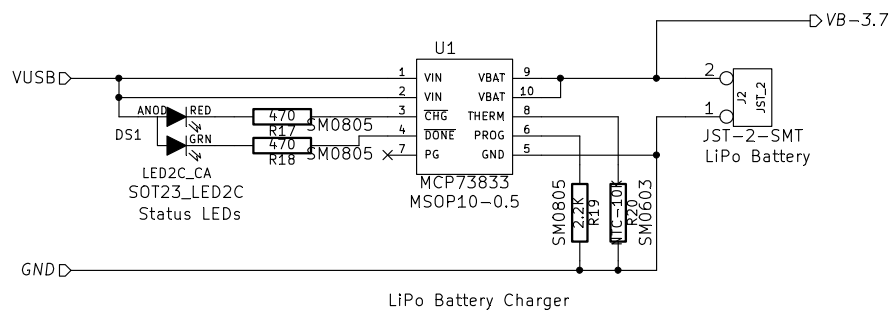 VB-3.7
U1
VUSB
1 VIN VBAT 9
2 VIN VBAT 10
3 CHG THERM 8
4 DONE PROG 6
7 PG GND 5
MCP73833
MSOP10-0.5
ANOD RED
GRN
DS1
LED2C_CA
SOT23_LED2C
Status LEDs
470
R17
SM0805
470
R18
SM0805
2
1
J2
JST_2
JST-2-SMT
LiPo Battery
SM0805
2.2K
R19
NTC-10K
R20
SM0603
GND
LiPo Battery Charger